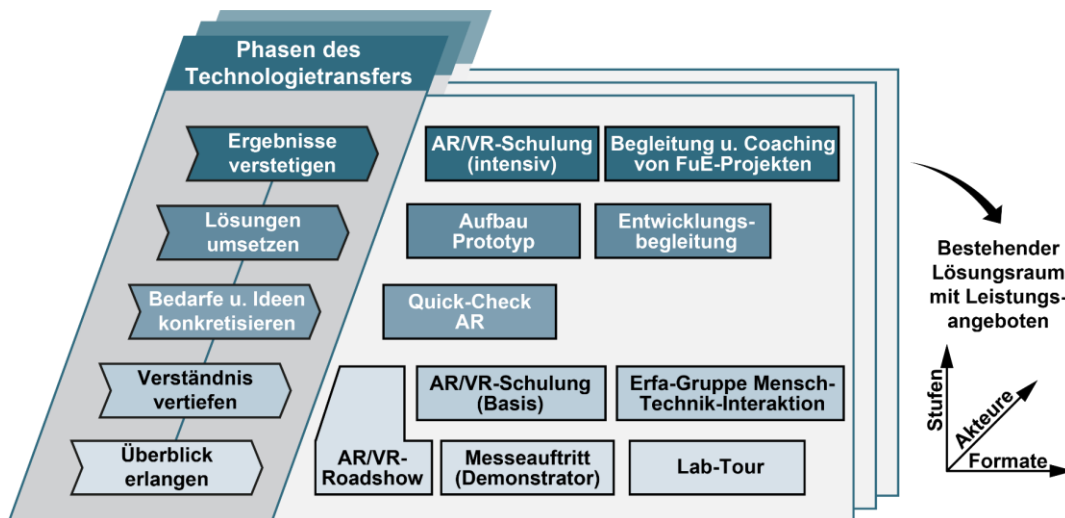 Phasen des
Technologietransfers
Ergebnisse
verstetigen
AR/VR-Schulung
(intensiv)
Begleitung u. Coaching
von FuE-Projekten
Lösungen
umsetzen
Aufbau
Prototyp
Entwicklungs-
begleitung
Bedarfe u. Ideen
konkretisieren
Quick-Check
AR
Verständnis
vertiefen
AR/VR-Schulung
(Basis)
Erfa-Gruppe Mensch-
Technik-Interaktion
Überblick
erlangen
AR/VR-
Roadshow
Messeauftritt
(Demonstrator)
Lab-Tour
Bestehender
Lösungsraum
mit Leistungs-
angeboten
Stufen
Akteure
Formate